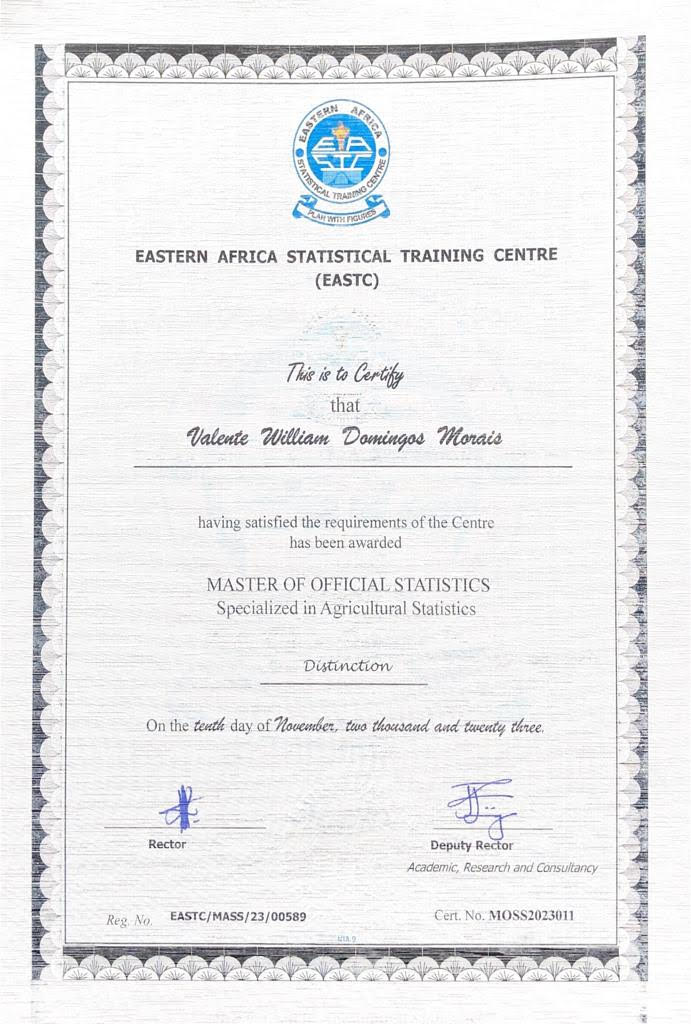 EASTERN AFRICA
EASTC
STATISTICAL TRAINING CENTRE
PLAN WITH FIGURES
EASTERN AFRICA STATISTICAL TRAINING CENTRE
(EASTC)
This is to Certify
that
Valente William Domingos Morais
having satisfied the requirements of the Centre
has been awarded
MASTER OF OFFICIAL STATISTICS
Specialized in Agricultural Statistics
Distinction
On the tenth day of November, two thousand and twenty three.
Rector
Deputy Rector
Academic, Research and Consultancy
Reg. No. EASTC/MASS/23/00589
Cert. No. MOSS2023011